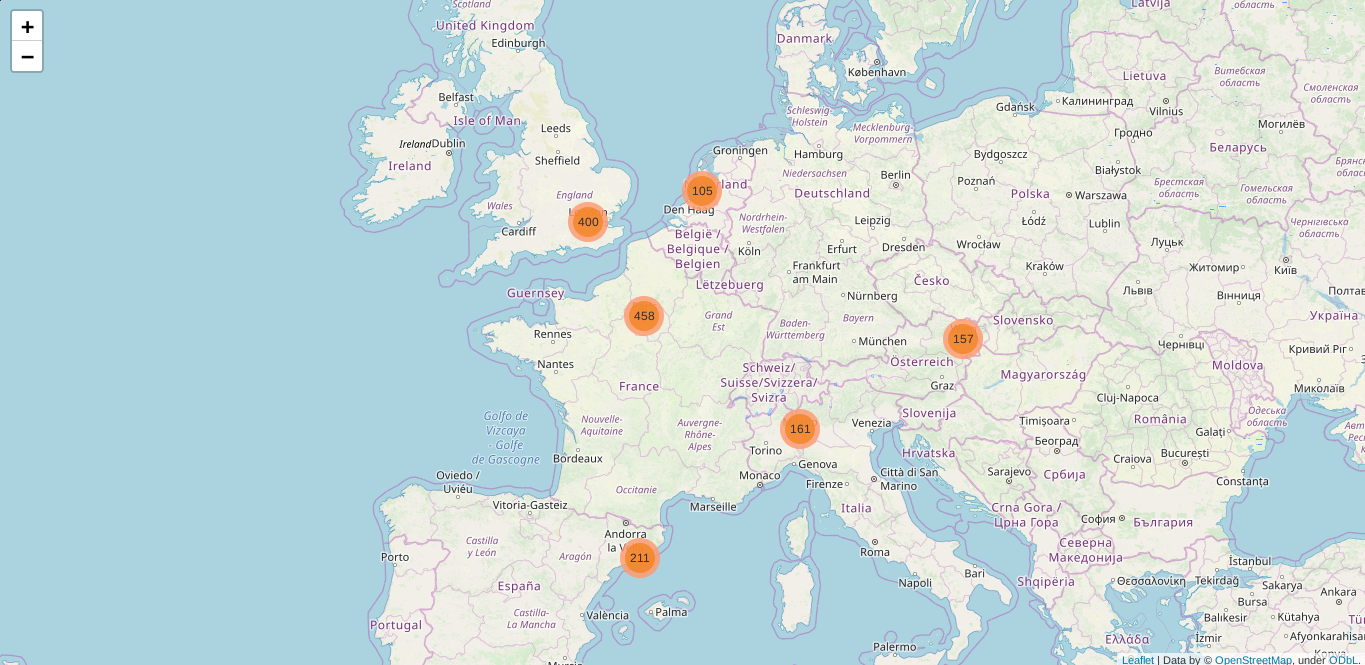 +
−
Scotland
United Kingdom
Edinburgh
Danmark
København
Latvija
область
область
Lietuva
Витебская
область
Смоленская
область
Belfast
Isle of Man
Leeds
Gdańsk
Калининград
Vilnius
Schleswig-
Holstein
Mecklenburg-
Vorpommern
Гродно
Могилёв
IrelandDublin
Ireland
Sheffield
Groningen
Hamburg
Bydgoszcz
Беларусь
England
Wales
105
land
Niedersachsen
Berlin
Deutschland
Białystok
Poznań
Polska
Warszawa
Брестская
область
Гомельская
область
400
Cardiff
Den Haag
Nordrhein-
Westfalen
Leipzig
Łódź
Lublin
Чернігівська
область
België /
Belgique /
Belgien
Köln
Erfurt
Dresden
Wrocław
Луцьк
Frankfurt
am Main
Kraków
Житомир
Київ
Lëtzebuerg
Česko
Guernsey
Nürnberg
Львів
Вінниця
Полтав
458
Grand
Est
Baden-
Württemberg
Bayern
Slovensko
Україна
Rennes
157
München
Чернівці
Кривий Ріг
Nantes
Österreich
Moldova
France
Schweiz/
Suisse/Svizzera/
Svizra
Graz
Magyarország
Миколаїв
Cluj-Napoca
Golfo de
Vizcaya
- Golfe
de Gascogne
Nouvelle-
Aquitaine
Auvergne-
Rhône-
Alpes
161
Venezia
Slovenija
Timișoara
România
Одеська
область
Београд
Galați
Bordeaux
Torino
Genova
Hrvatska
Craiova
București
Oviedo /
Uviéu
Monaco
Firenze
Città di San
Marino
Sarajevo
Србија
Constanța
Occitanie
Vitoria-Gasteiz
Marseille
Italia
Crna Gora /
Црна Гора
София
България
Castilla
y León
Andorra
la V
Porto
Aragón
211
Roma
Северна
Македонија
İstanbul
España
Bari
Napoli
Shqipëria
Θεσσαλονίκη
Tekirdağ
Sakarya
Ankara
Bursa
Castilla-
La Mancha
València
Palma
Balıkesir
Kütahya
Portugal
Palermo
Ελλάδα
İzmir
Afyonkarahisar
Leaflet | Data by © OpenStreetMap, under ODbL.